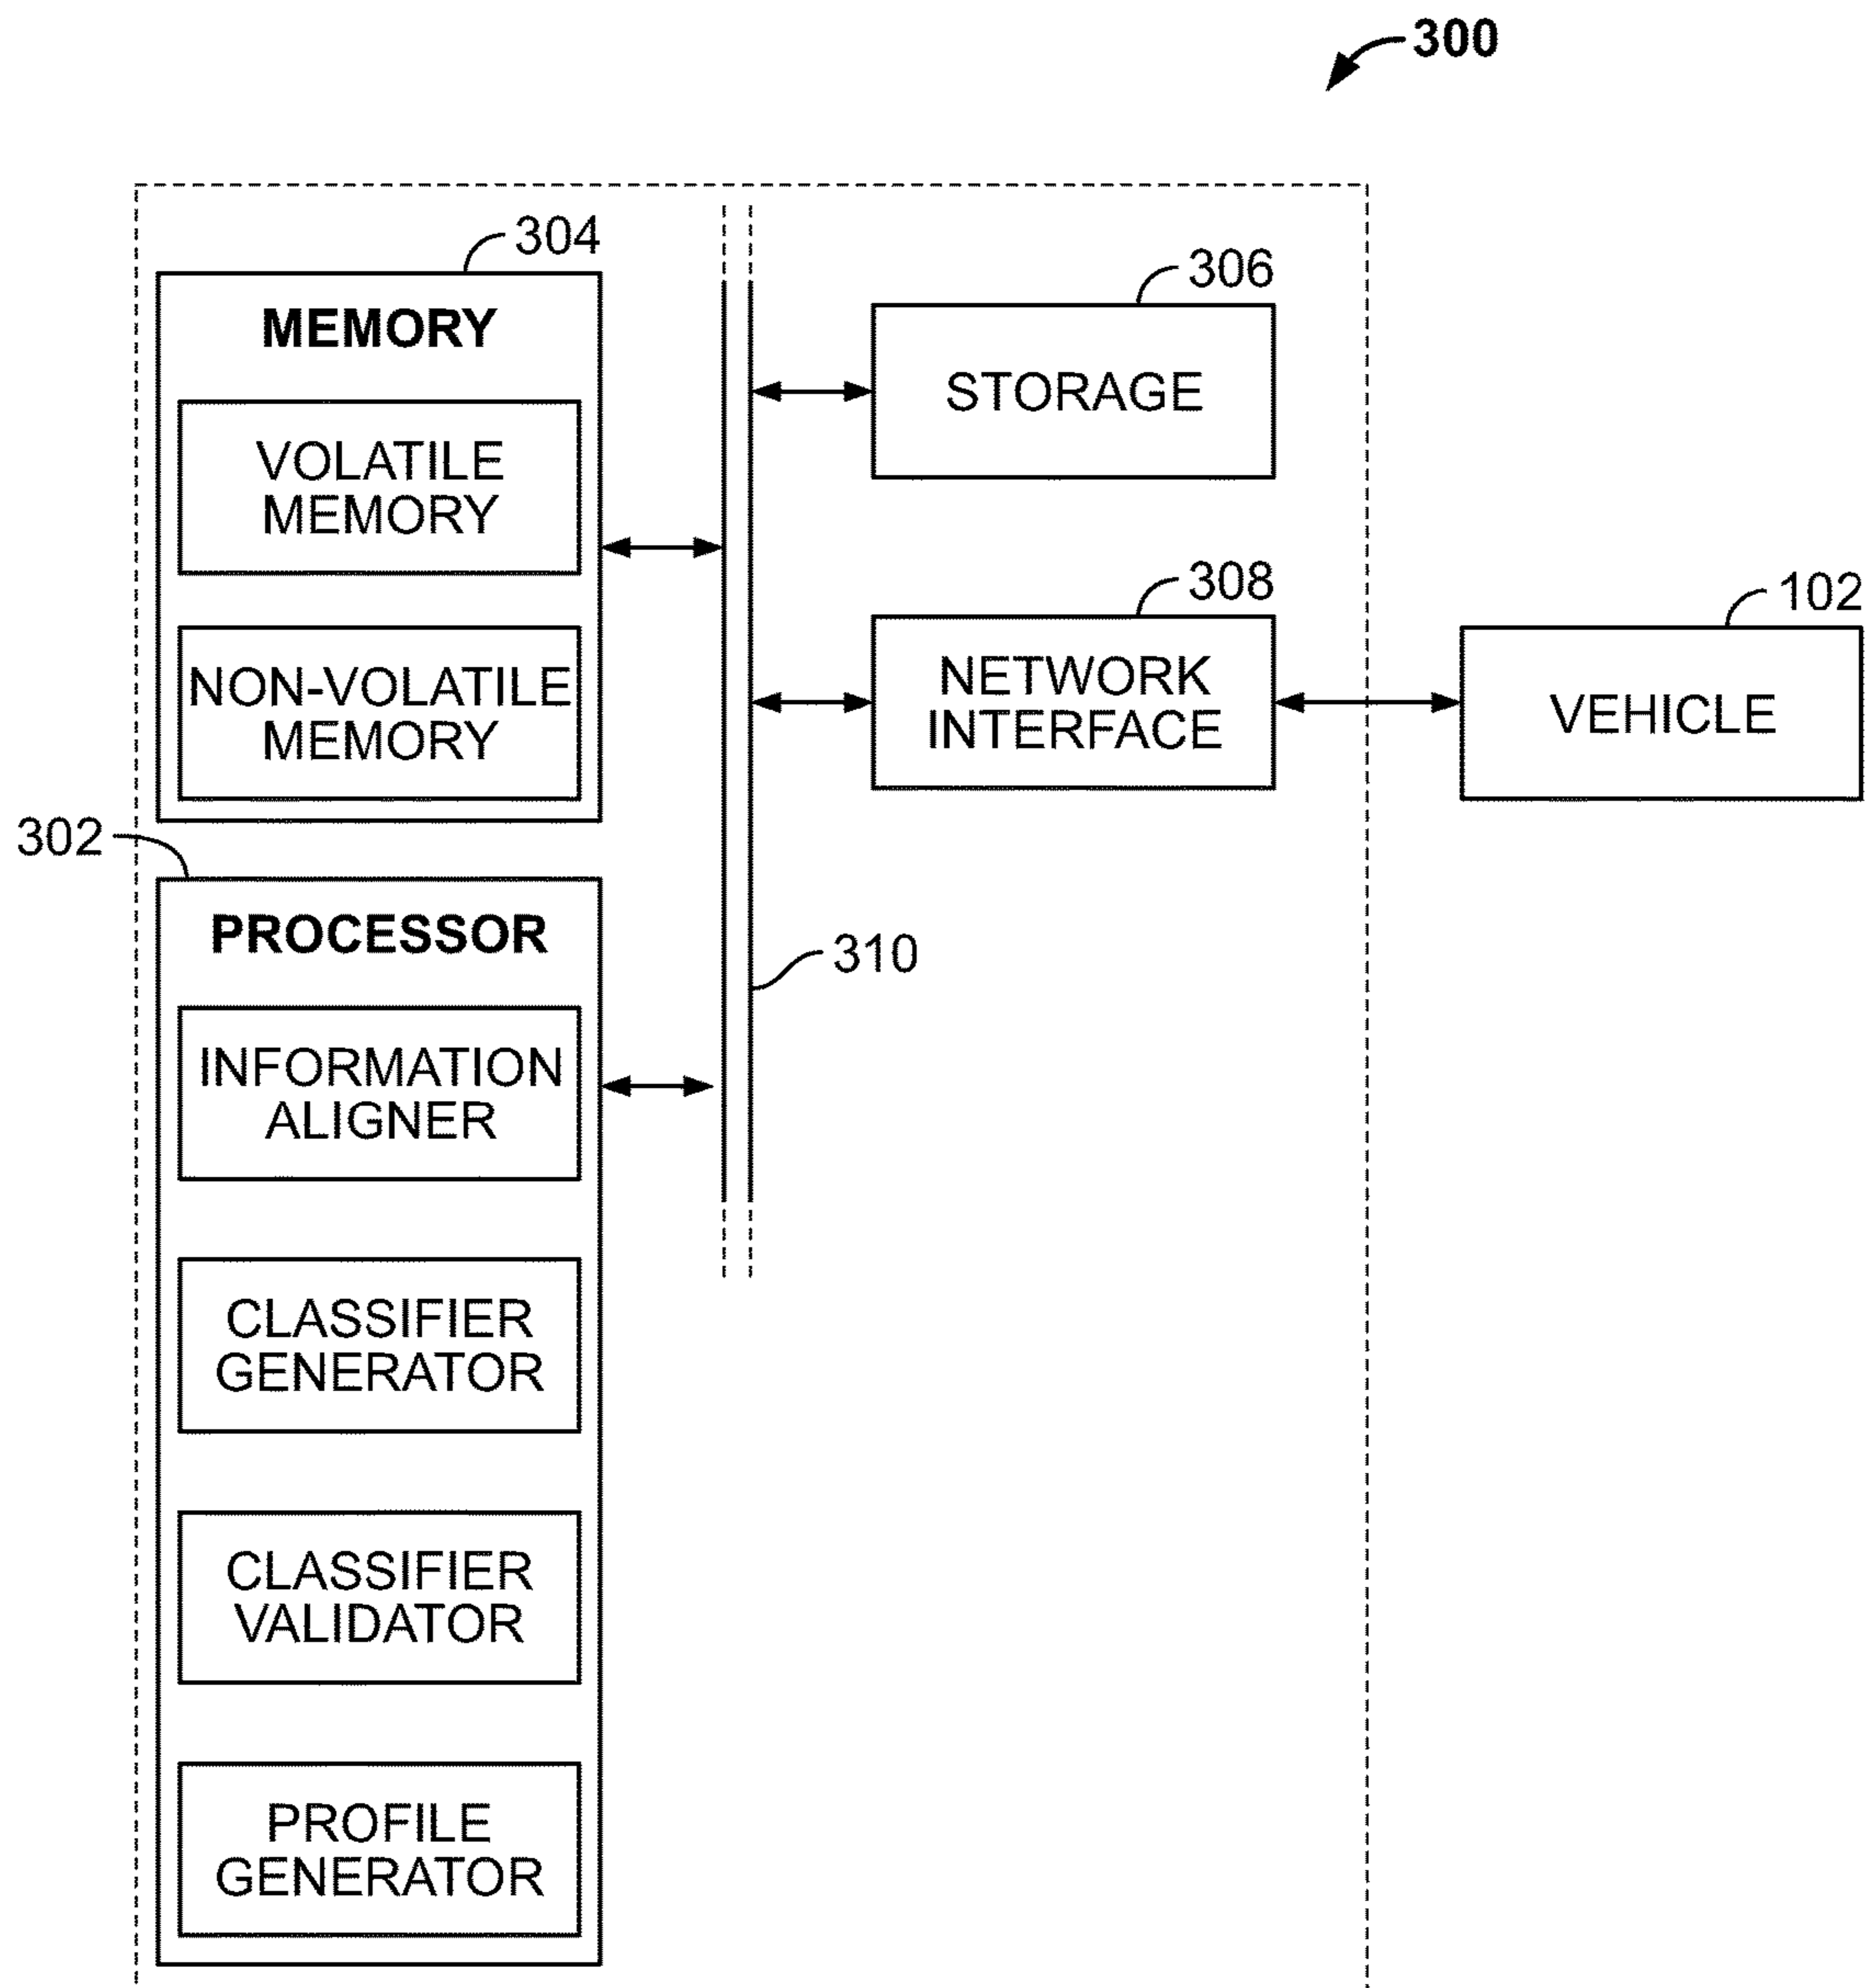 300
304
MEMORY
VOLATILE
MEMORY
NON-VOLATILE
MEMORY
306
STORAGE
308
NETWORK
INTERFACE
102
VEHICLE
302
PROCESSOR
INFORMATION
ALIGNER
CLASSIFIER
GENERATOR
CLASSIFIER
VALIDATOR
PROFILE
GENERATOR
310